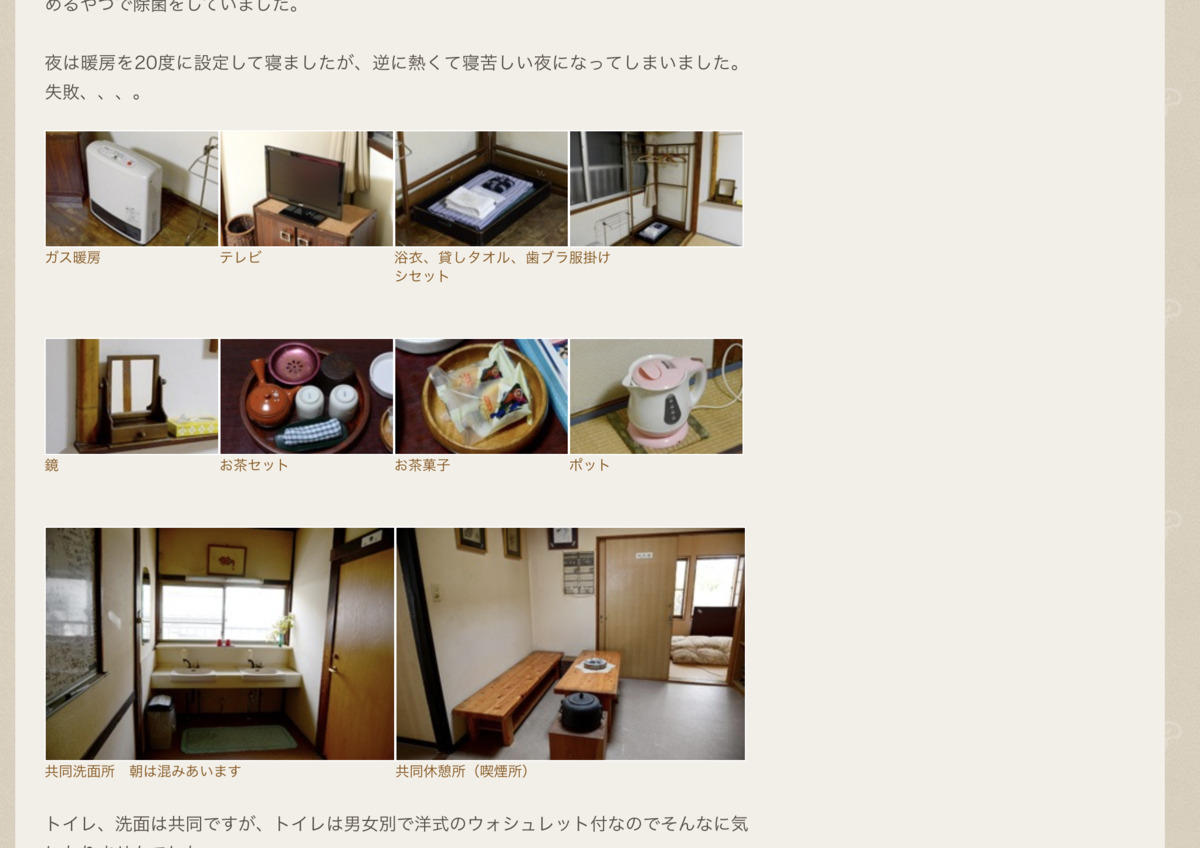 めるやつで除菌をしていました。
夜は暖房を20度に設定して寝ましたが、逆に熱くて寝苦しい夜になってしまいました。
失敗、、、。
ガス暖房
テレビ
浴衣、貸しタオル、歯ブラ
シセット
服掛け
鏡
お茶セット
お茶菓子
ポット
共同洗面所　朝は混みあいます
共同休憩所（喫煙所）
トイレ、洗面は共同ですが、トイレは男女別で洋式のウォシュレット付なのでそんなに気